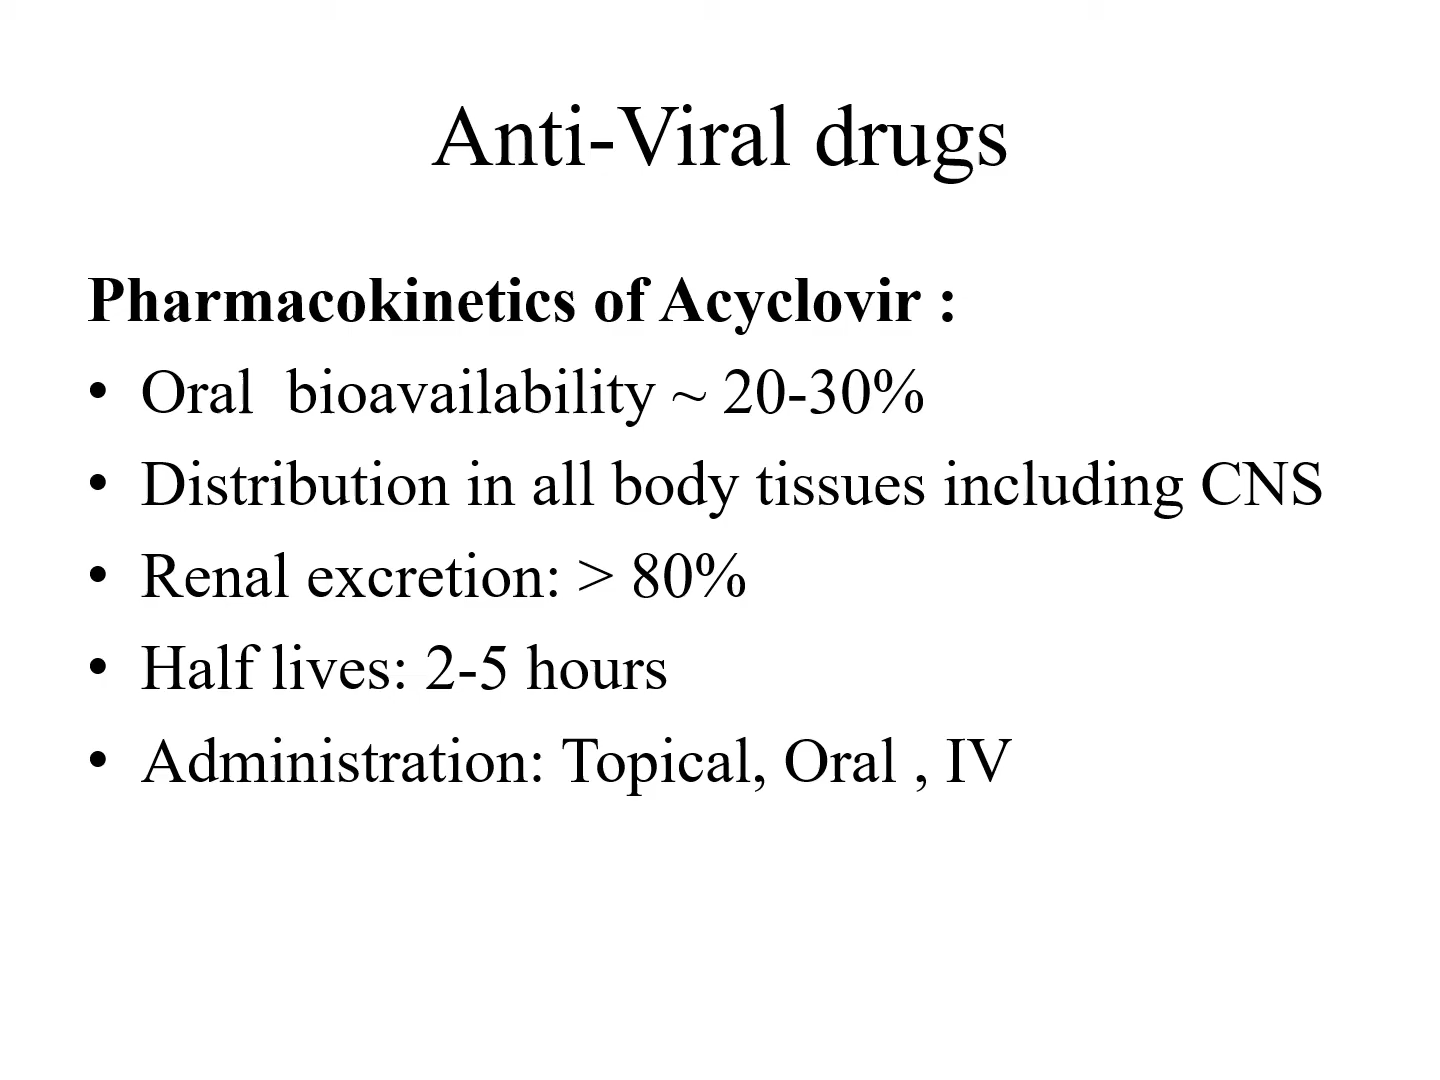 Anti-Viral drugs
Pharmacokinetics of Acyclovir :
• Oral  bioavailability ~ 20-30%
• Distribution in all body tissues including CNS
• Renal excretion: > 80%
• Half lives: 2-5 hours
• Administration: Topical, Oral , IV